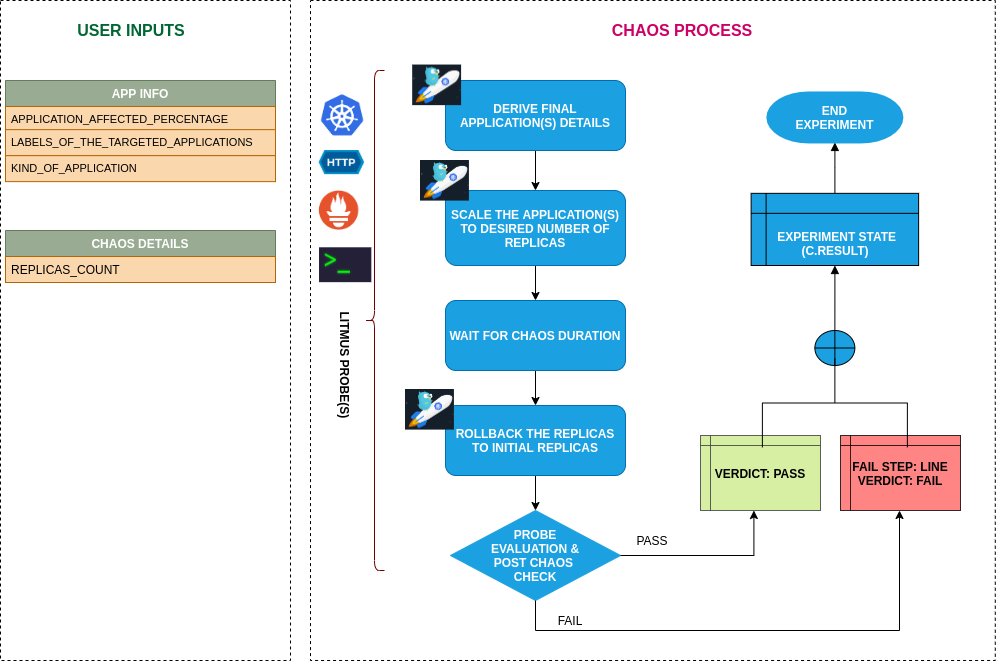 USER INPUTS
APP INFO
APPLICATION_AFFECTED_PERCENTAGE
LABELS_OF_THE_TARGETED_APPLICATIONS
KIND_OF_APPLICATION
CHAOS DETAILS
REPLICAS_COUNT
CHAOS PROCESS
HTTP
>_
LITMUS PROBE(S)
DERIVE FINAL
APPLICATION(S) DETAILS
SCALE THE APPLICATION(S)
TO DESIRED NUMBER OF
REPLICAS
WAIT FOR CHAOS DURATION
ROLLBACK THE REPLICAS
TO INITIAL REPLICAS
PROBE
EVALUATION &
POST CHAOS
CHECK
PASS
FAIL
VERDICT: PASS
FAIL STEP: LINE
VERDICT: FAIL
EXPERIMENT STATE
(C.RESULT)
END
EXPERIMENT